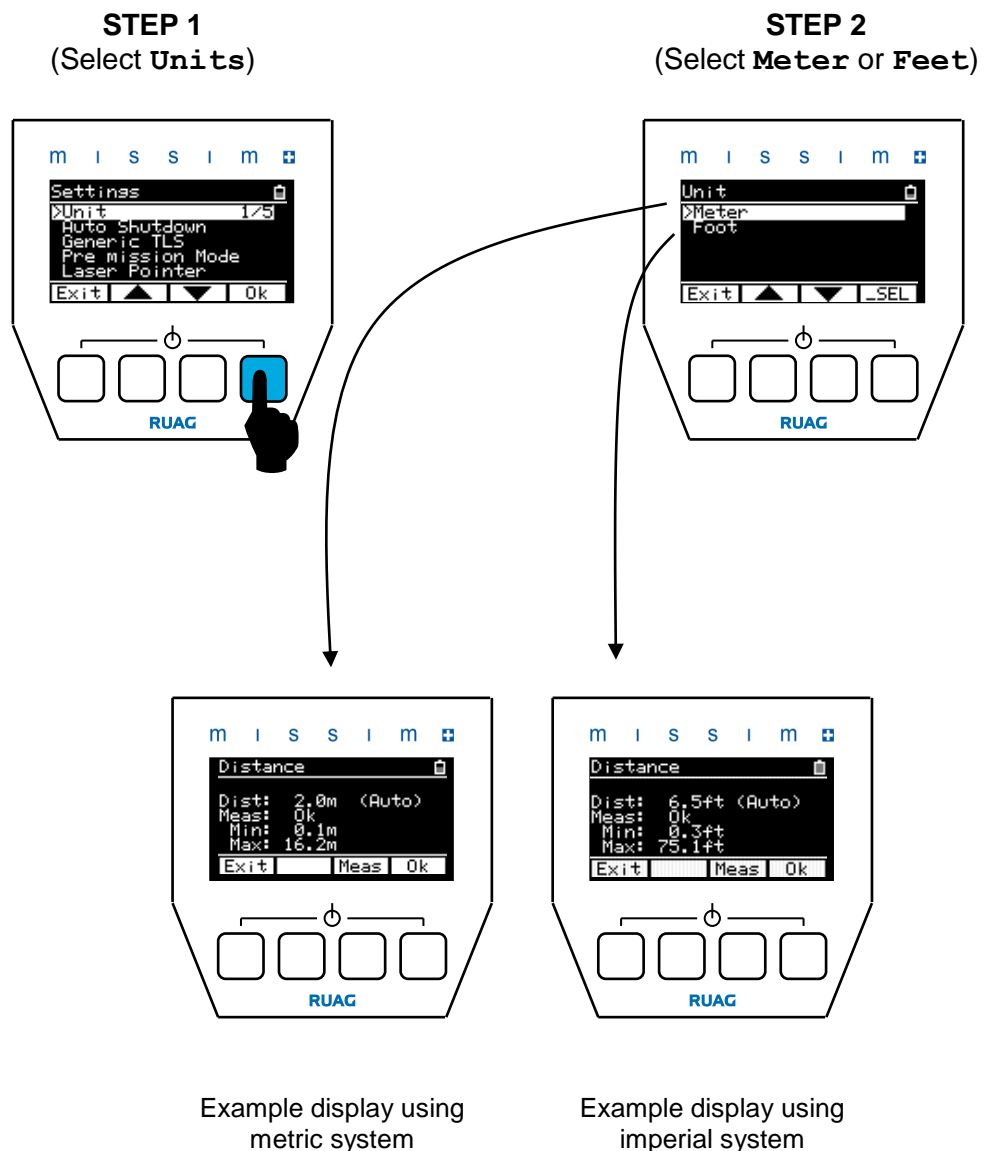 STEP 1
(Select Units)
STEP 2
(Select Meter or Feet)
m ı s s ı m
Settings
>Unit 1/5
Auto Shutdown
Generic TLS
Pre mission Mode
Laser Pointer
Exit ▲ ▼ Ok
RUAG
m ı s s ı m
Unit
>Meter
Foot
Exit ▲ ▼ _SEL
RUAG
m ı s s ı m
Distance
Dist: 2.0m (Auto)
Meas: Ok
Min: 0.1m
Max: 16.2m
Exit Meas Ok
RUAG
m ı s s ı m
Distance
Dist: 6.5ft (Auto)
Meas: Ok
Min: 0.3ft
Max: 75.1ft
Exit Meas Ok
RUAG
Example display using
metric system
Example display using
imperial system